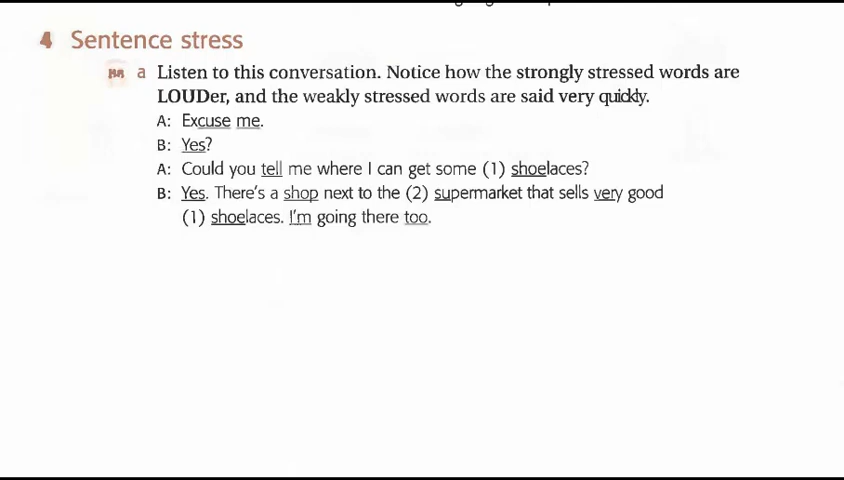 4 Sentence stress
a Listen to this conversation. Notice how the strongly stressed words are
LOUDer, and the weakly stressed words are said very quickly.
A: Excuse me.
B: Yes?
A: Could you tell me where I can get some (1) shoelaces?
B: Yes. There's a shop next to the (2) supermarket that sells very good
(1) shoelaces. I'm going there too.